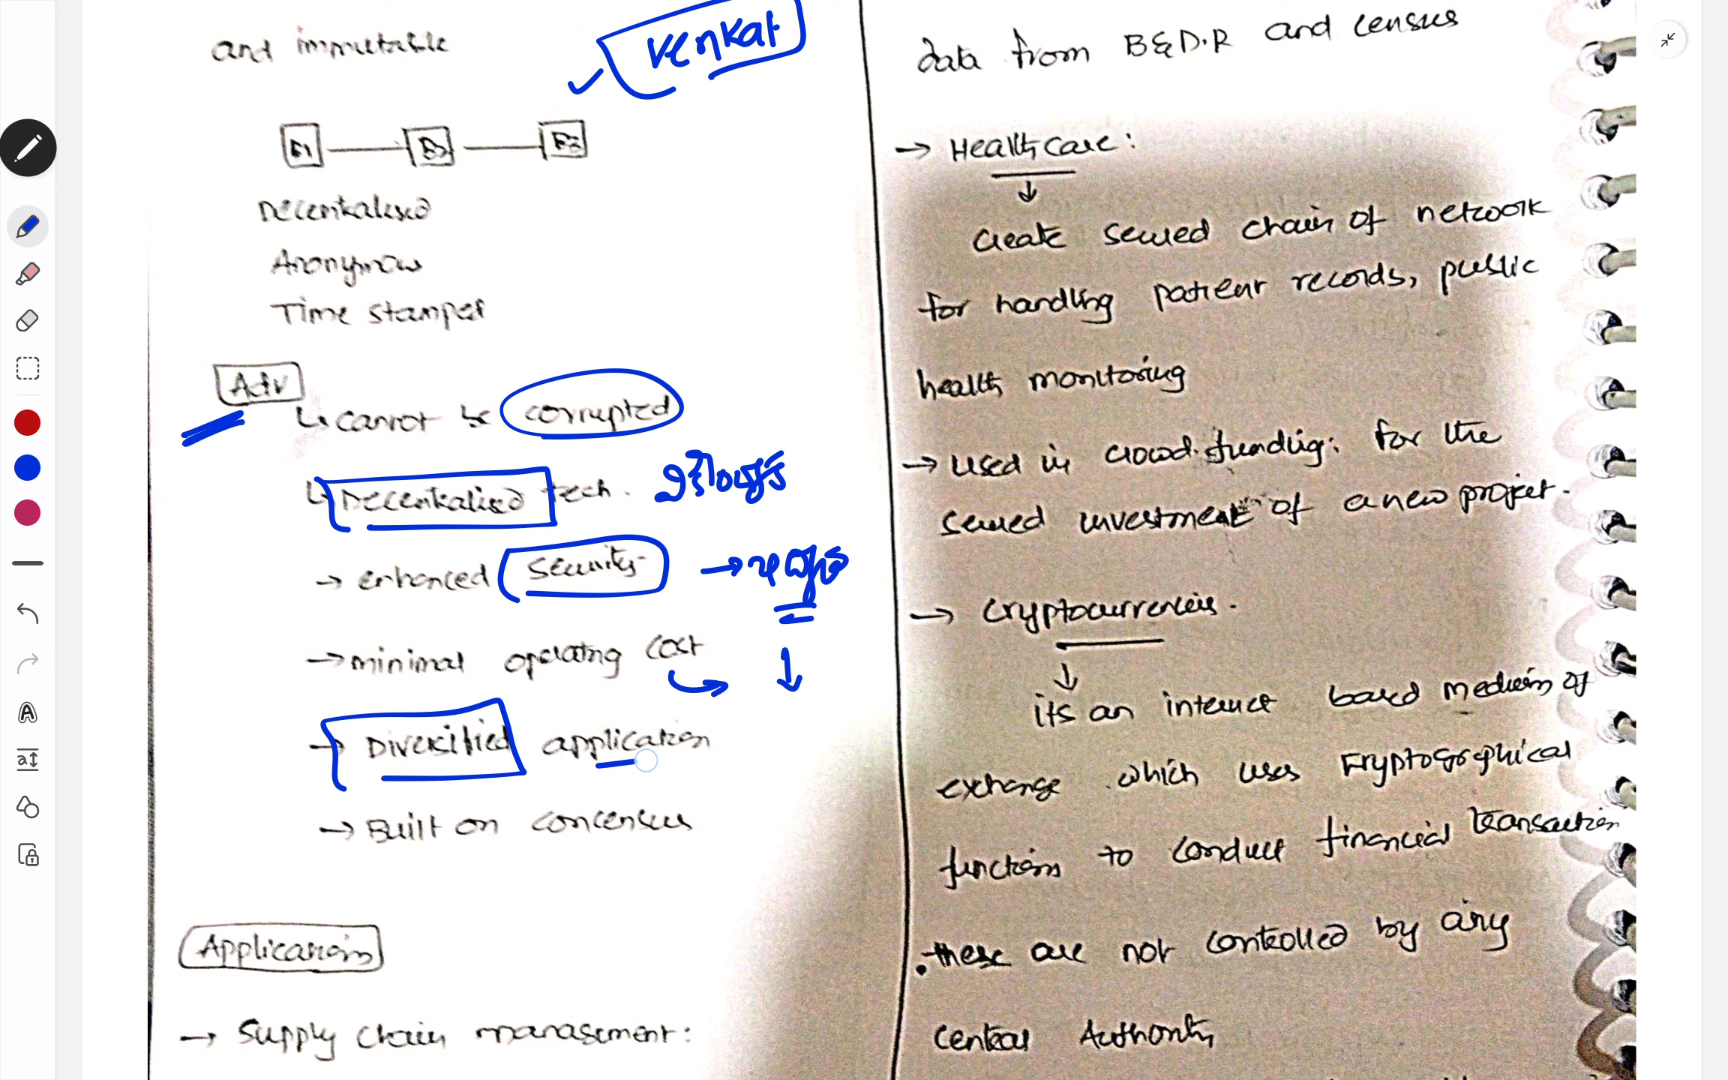 and immutable
Venkat
B1 B2 B3
Decentralised
Anonymous
Time stamped
Adv
cannot be corrupted
Decentralised tech.
→ enhanced Security
→ minimal operating cost
→ Diversified application
→ Built on concensus
Applications
→ Supply chain management:
data from B&D.R and census
→ Healthcare:
create secured chain of network
for handling patient records, public
health monitoring
→ used in crowd.funding: for the
secured investment of a new project.
→ Cryptocurrencies.
its an internet based medium of
exchange which uses cryptographical
functions to conduct financial transaction
. these are not controlled by any
central Authority